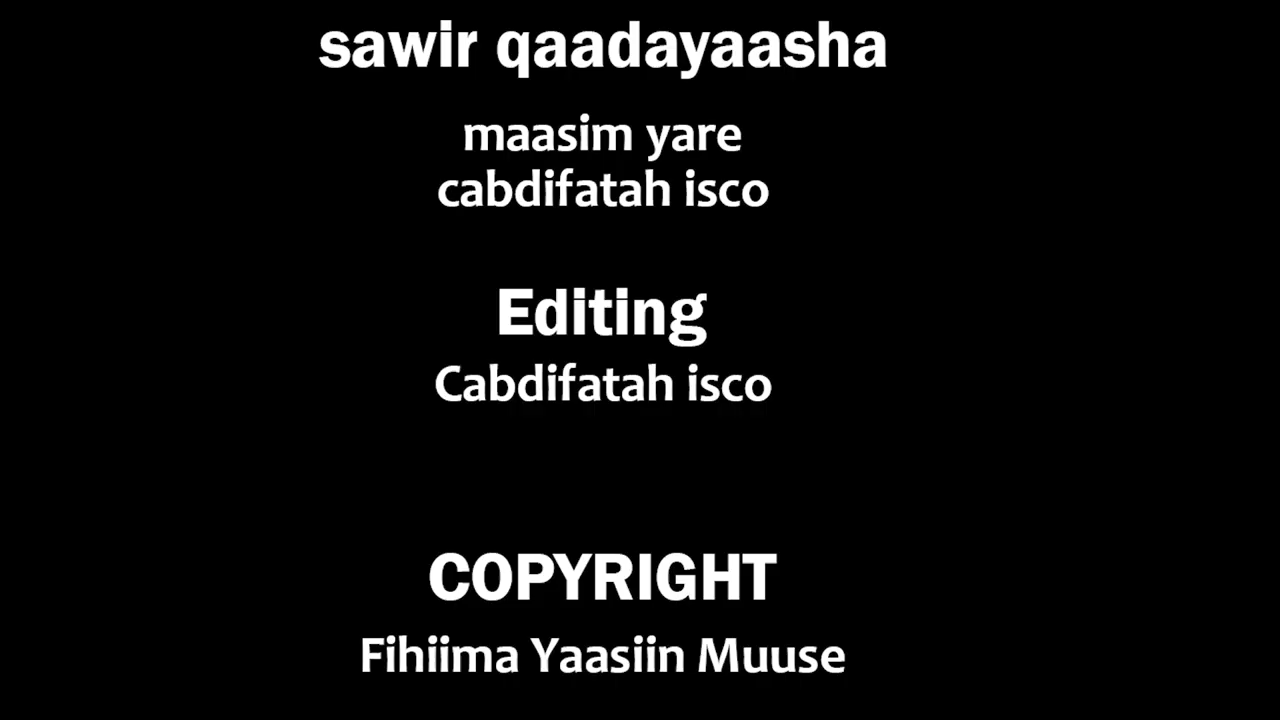 sawir qaadayaasha
maasim yare
cabdifatah isco
Editing
Cabdifatah isco
COPYRIGHT
Fihiima Yaasiin Muuse